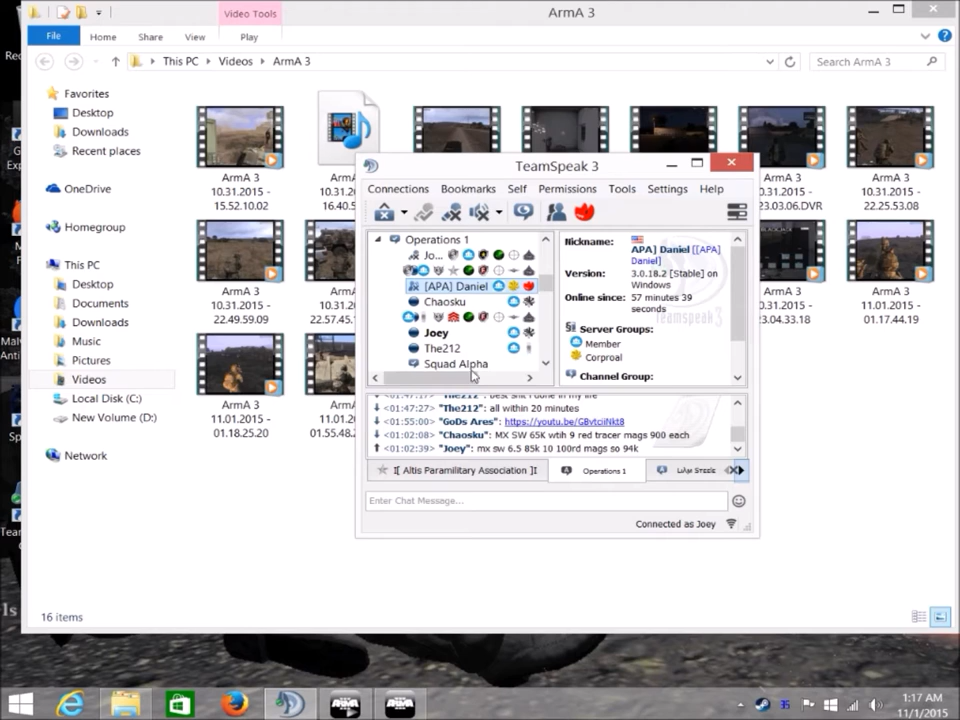 Video Tools
ArmA 3
File
Home
Share
View
Play
This PC
Videos
ArmA 3
Search ArmA 3
Favorites
Desktop
Downloads
Recent places
OneDrive
Homegroup
This PC
Desktop
Documents
Downloads
Music
Pictures
Videos
Local Disk (C:)
New Volume (D:)
Network
ArmA 3
10.31.2015 -
15.52.10.02
10.31.2015 -
22.25.53.08
ArmA 3
10.31.2015 -
22.49.59.09
ArmA 3
11.01.2015 -
01.17.44.19
ArmA 3
11.01.2015 -
01.18.25.20
TeamSpeak 3
Connections
Bookmarks
Self
Permissions
Tools
Settings
Help
Operations 1
Jo...
[APA] Daniel
Chaosku
Joey
The212
Squad Alpha
Nickname:
APA] Daniel [[APA]
Daniel]
Version:
3.0.18.2 [Stable] on
Windows
Online since:
57 minutes 39
seconds
Server Groups:
Member
Corproal
Channel Group:
<01:47:27> "The212": all within 20 minutes
<01:55:00> "GoDs Ares": https://youtu.be/GBvtciiNkt8
<01:02:08> "Chaosku": MX SW 65K wtih 9 red tracer mags 900 each
<01:02:39> "Joey": mx sw 6.5 85k 10 100rd mags so 94k
I[ Altis Paramilitary Association ]I
Operations 1
Enter Chat Message...
Connected as Joey
16 items
1:17 AM
11/1/2015